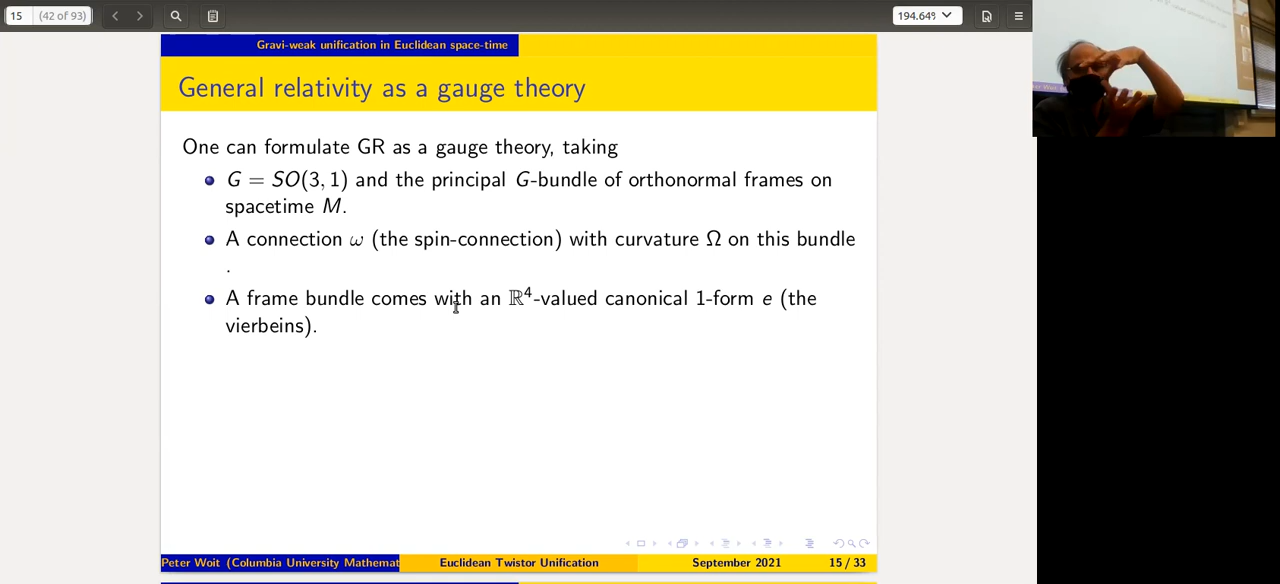 15 (42 of 93) 194.64%
Gravi-weak unification in Euclidean space-time
General relativity as a gauge theory
One can formulate GR as a gauge theory, taking
G = SO(3, 1) and the principal G-bundle of orthonormal frames on
spacetime M.
A connection ω (the spin-connection) with curvature Ω on this bundle
.
A frame bundle comes with an ℝ⁴-valued canonical 1-form e (the
vierbeins).
Peter Woit (Columbia University Mathemat Euclidean Twistor Unification September 2021 15 / 33